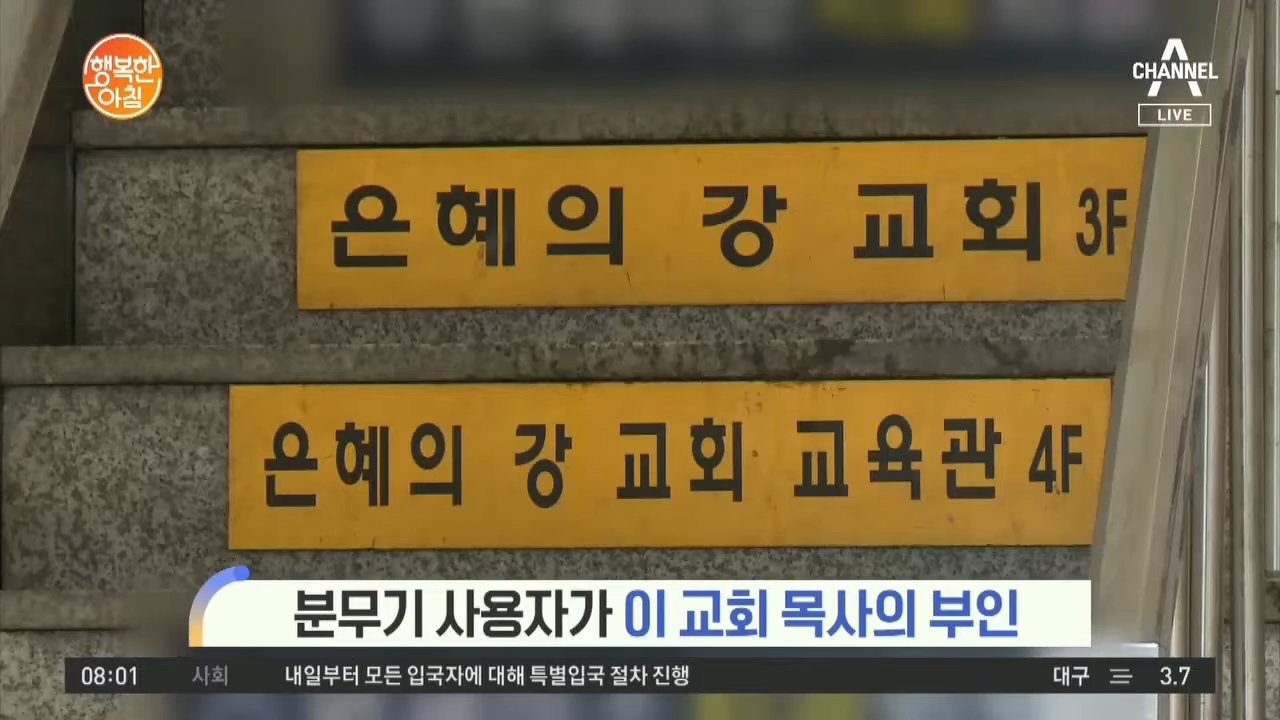 행복한
아침
CHANNEL A
LIVE
은혜의 강 교회 3F
은혜의 강 교회 교육관 4F
분무기 사용자가 이 교회 목사의 부인
08:01 사회 내일부터 모든 입국자에 대해 특별입국 절차 진행 대구 3.7